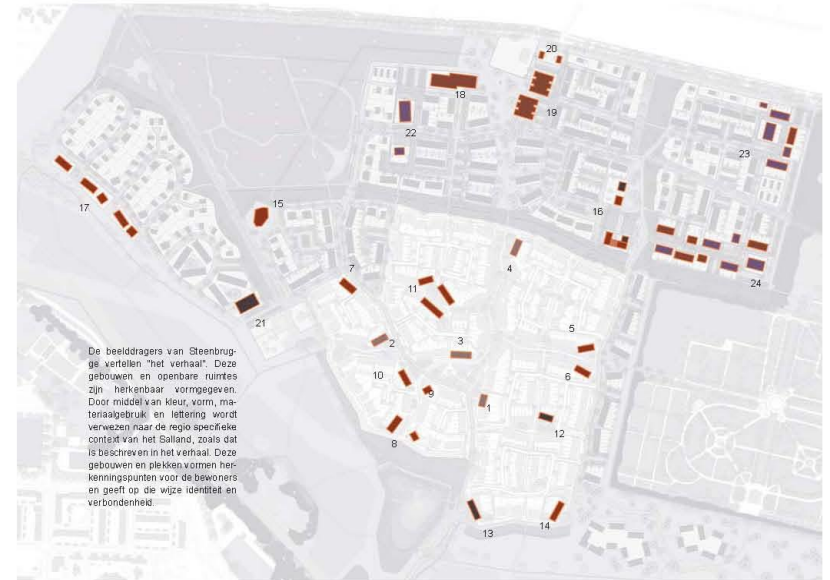 20
18
19
22
23
17
15
16
4
24
7
11
21
5
2
3
6
10
9
1
12
8
13
14
De beelddragers van Steenbrug-
ge vertellen "het verhaal". Deze
gebouwen en openbare ruimtes
zijn herkenbaar vormgegeven.
Door middel van kleur, vorm, ma-
teriaalgebruik en lettering wordt
verwezen naar de regio specifieke
context van het Salland, zoals dat
is beschreven in het verhaal. Deze
gebouwen en plekken vormen her-
kenningspunten voor de bewoners
en geeft op die wijze identiteit en
verbondenheid.